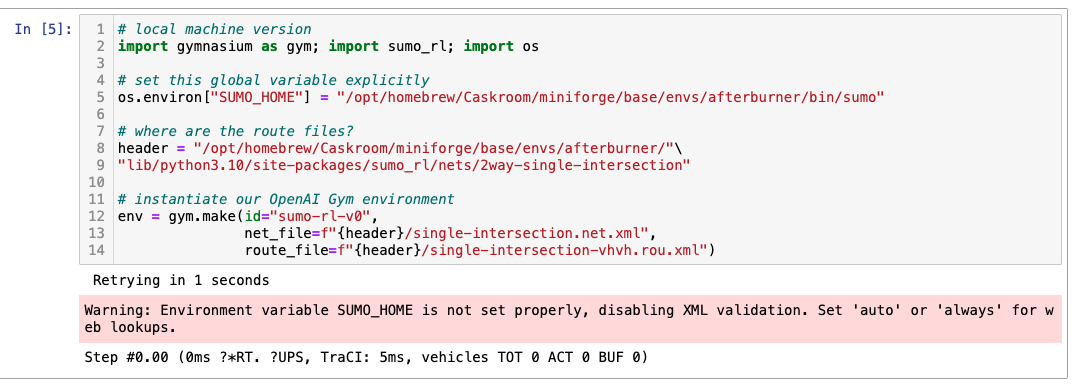 In [5]:
1 # local machine version
2 import gymnasium as gym; import sumo_rl; import os
3
4 # set this global variable explicitly
5 os.environ["SUMO_HOME"] = "/opt/homebrew/Caskroom/miniforge/base/envs/afterburner/bin/sumo"
6
7 # where are the route files?
8 header = "/opt/homebrew/Caskroom/miniforge/base/envs/afterburner/"\
9 "lib/python3.10/site-packages/sumo_rl/nets/2way-single-intersection"
10
11 # instantiate our OpenAI Gym environment
12 env = gym.make(id="sumo-rl-v0",
13                net_file=f"{header}/single-intersection.net.xml",
14                route_file=f"{header}/single-intersection-vhvh.rou.xml")
Retrying in 1 seconds
Warning: Environment variable SUMO_HOME is not set properly, disabling XML validation. Set 'auto' or 'always' for w
eb lookups.
Step #0.00 (0ms ?*RT. ?UPS, TraCI: 5ms, vehicles TOT 0 ACT 0 BUF 0)